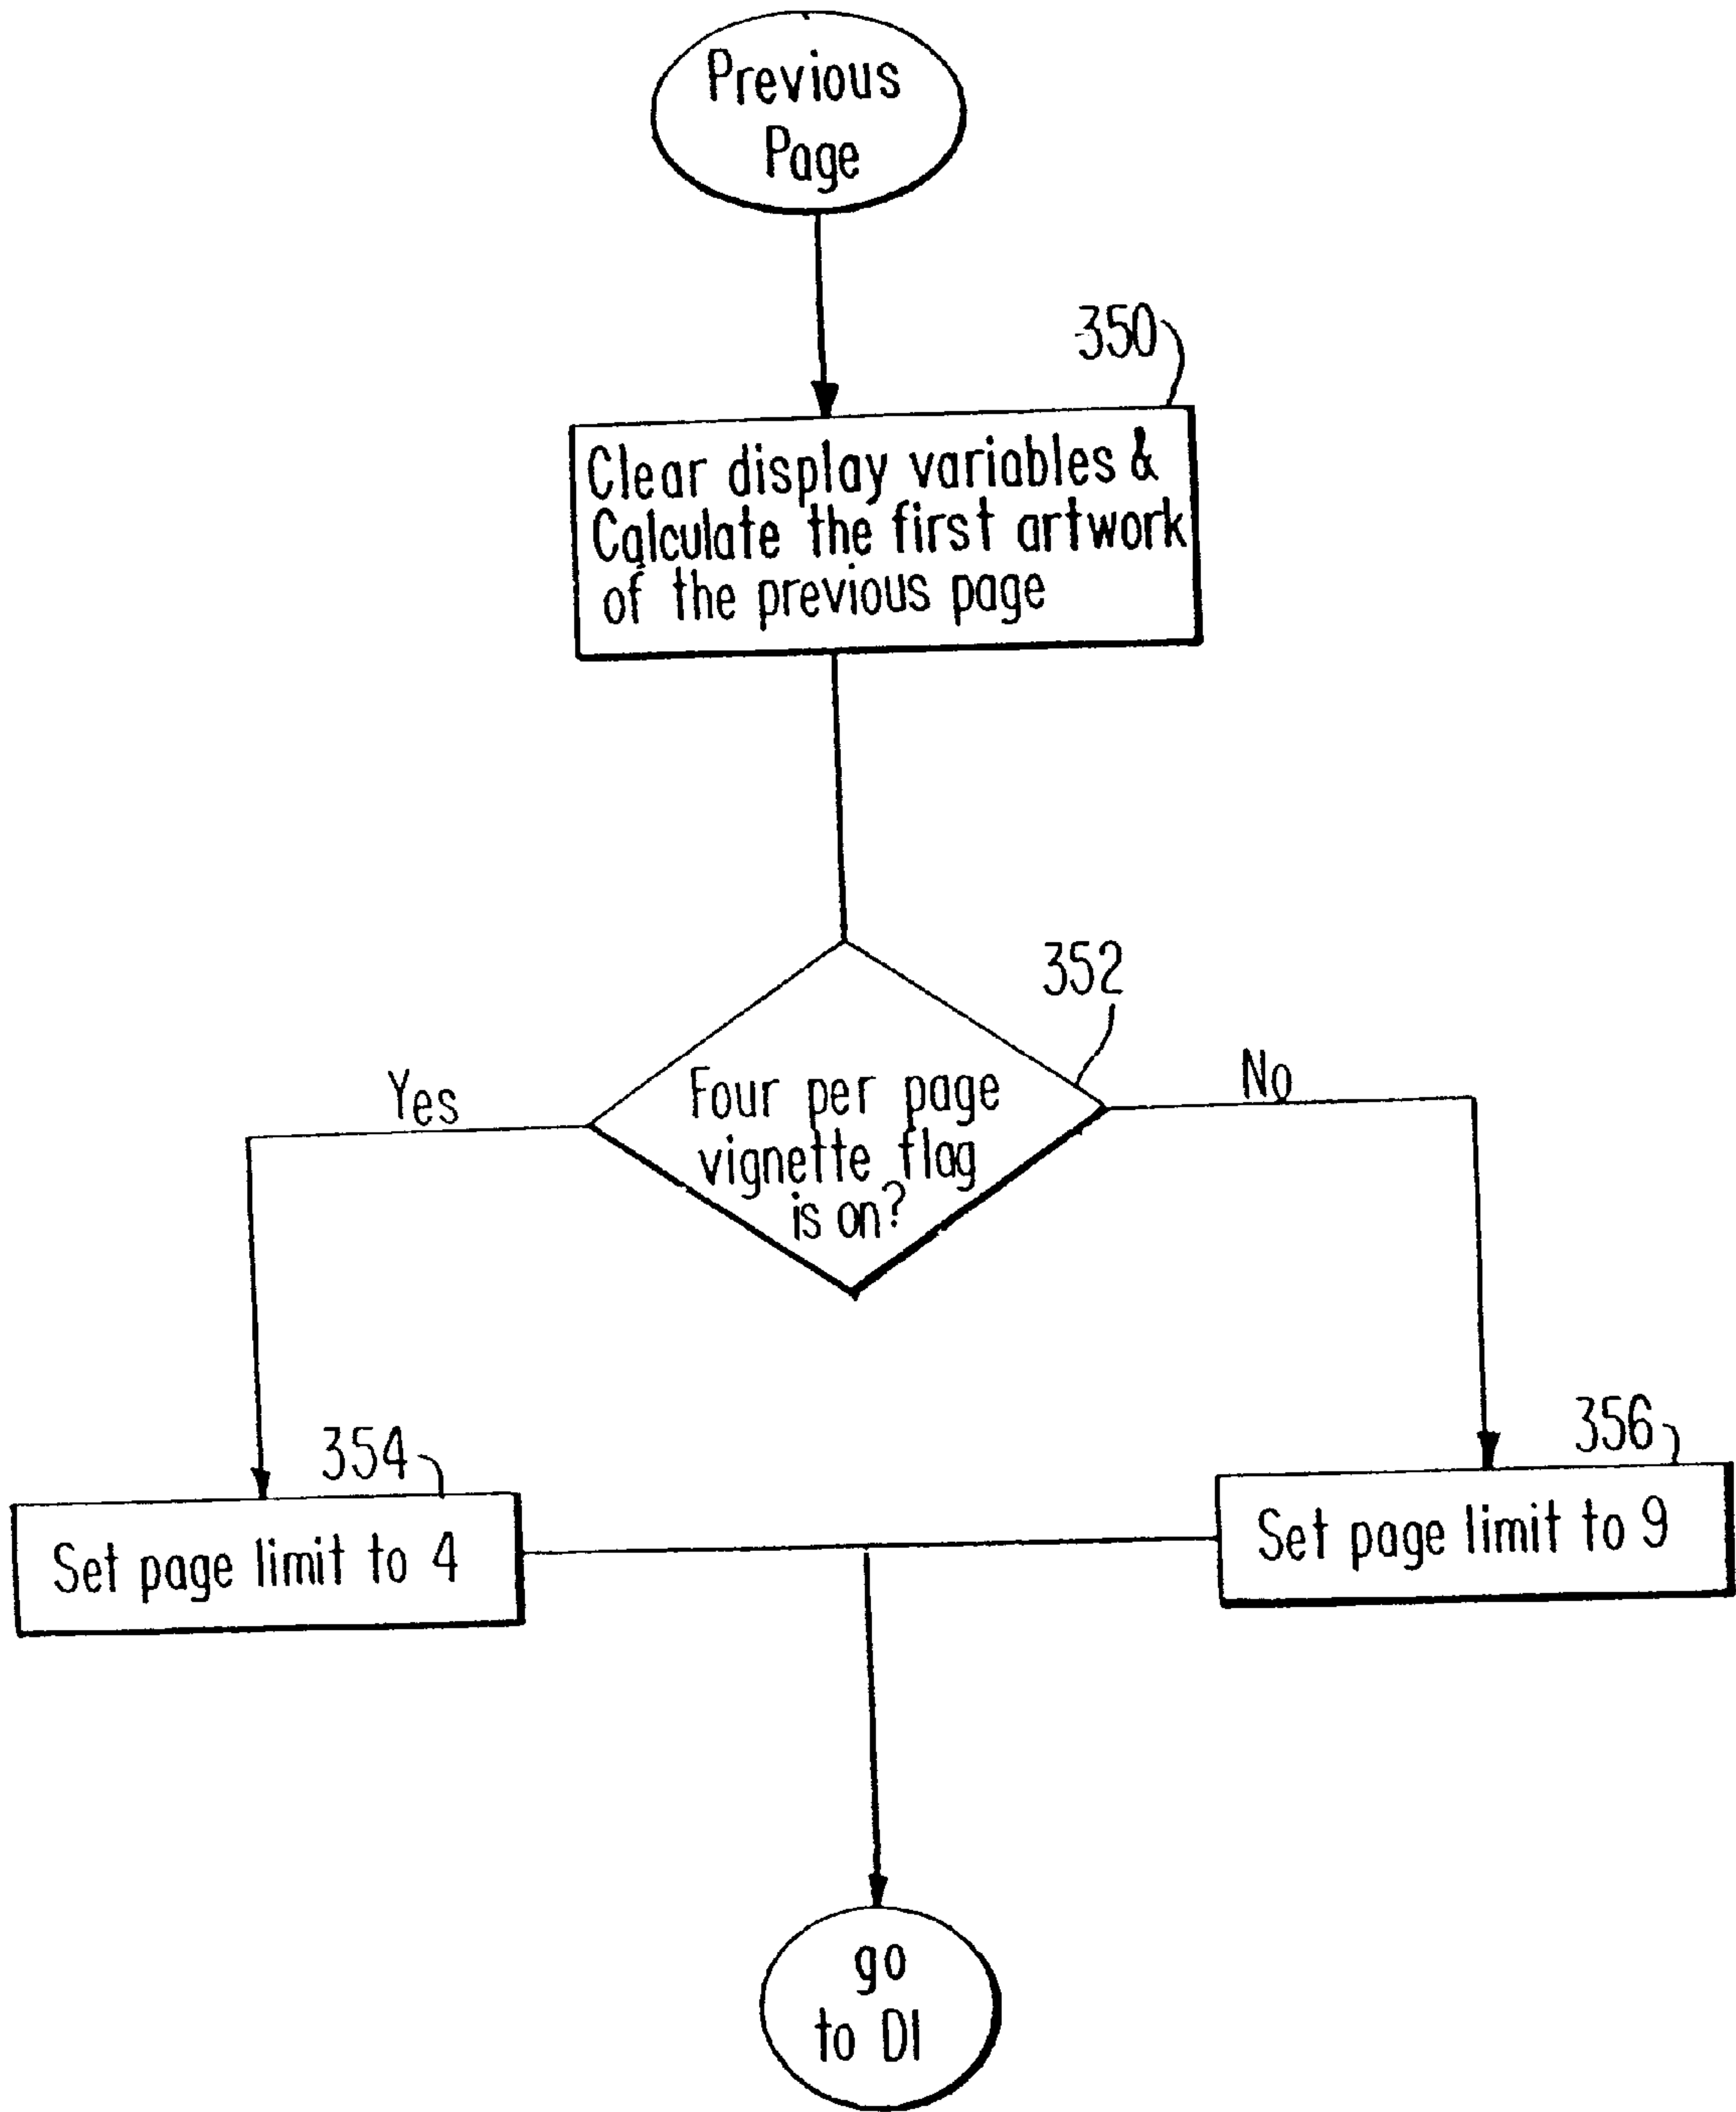 Previous
Page
350
Clear display variables &
Calculate the first artwork
of the previous page
352
Yes
No
Four per page
vignette flag
is on?
354
356
Set page limit to 4
Set page limit to 9
go
to D1